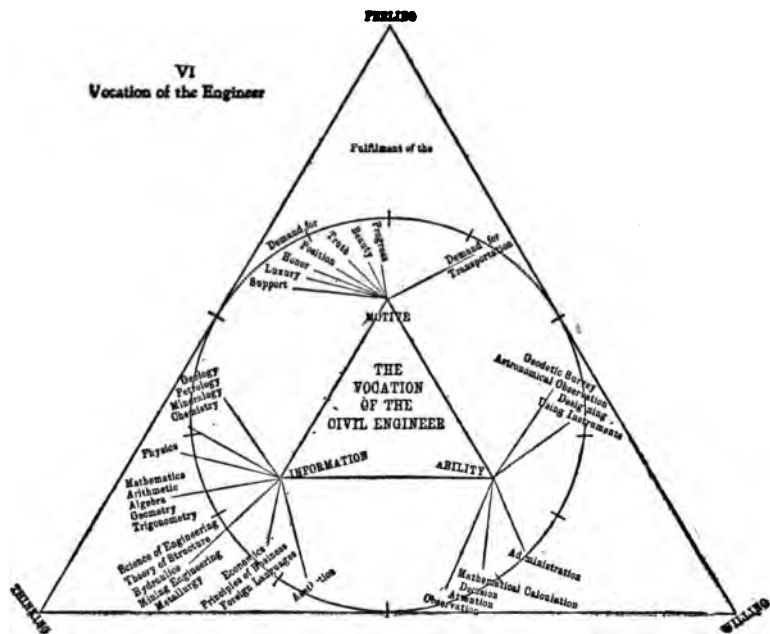 FEELING
VI
Vocation of the Engineer
Fulfilment of the
Demand for
Support
Luxury
Honor
Position
Truth
Beauty
Progress
Demand for
Transportation
MOTIVE
THE
VOCATION
OF THE
CIVIL ENGINEER
INFORMATION
ABILITY
Geology
Petrology
Minerology
Chemistry
Physics
Mathematics
Arithmetic
Algebra
Geometry
Trigonometry
Science of Engineering
Theory of Structure
Hydraulics
Mining Engineering
Metallurgy
Economics
Principles of Business
Foreign Languages
Geodetic Survey
Astronomical Observation
Designing
Using Instruments
Administration
Mathematical Calculation
Decision
Attention
Observation
THINKING
WILLING